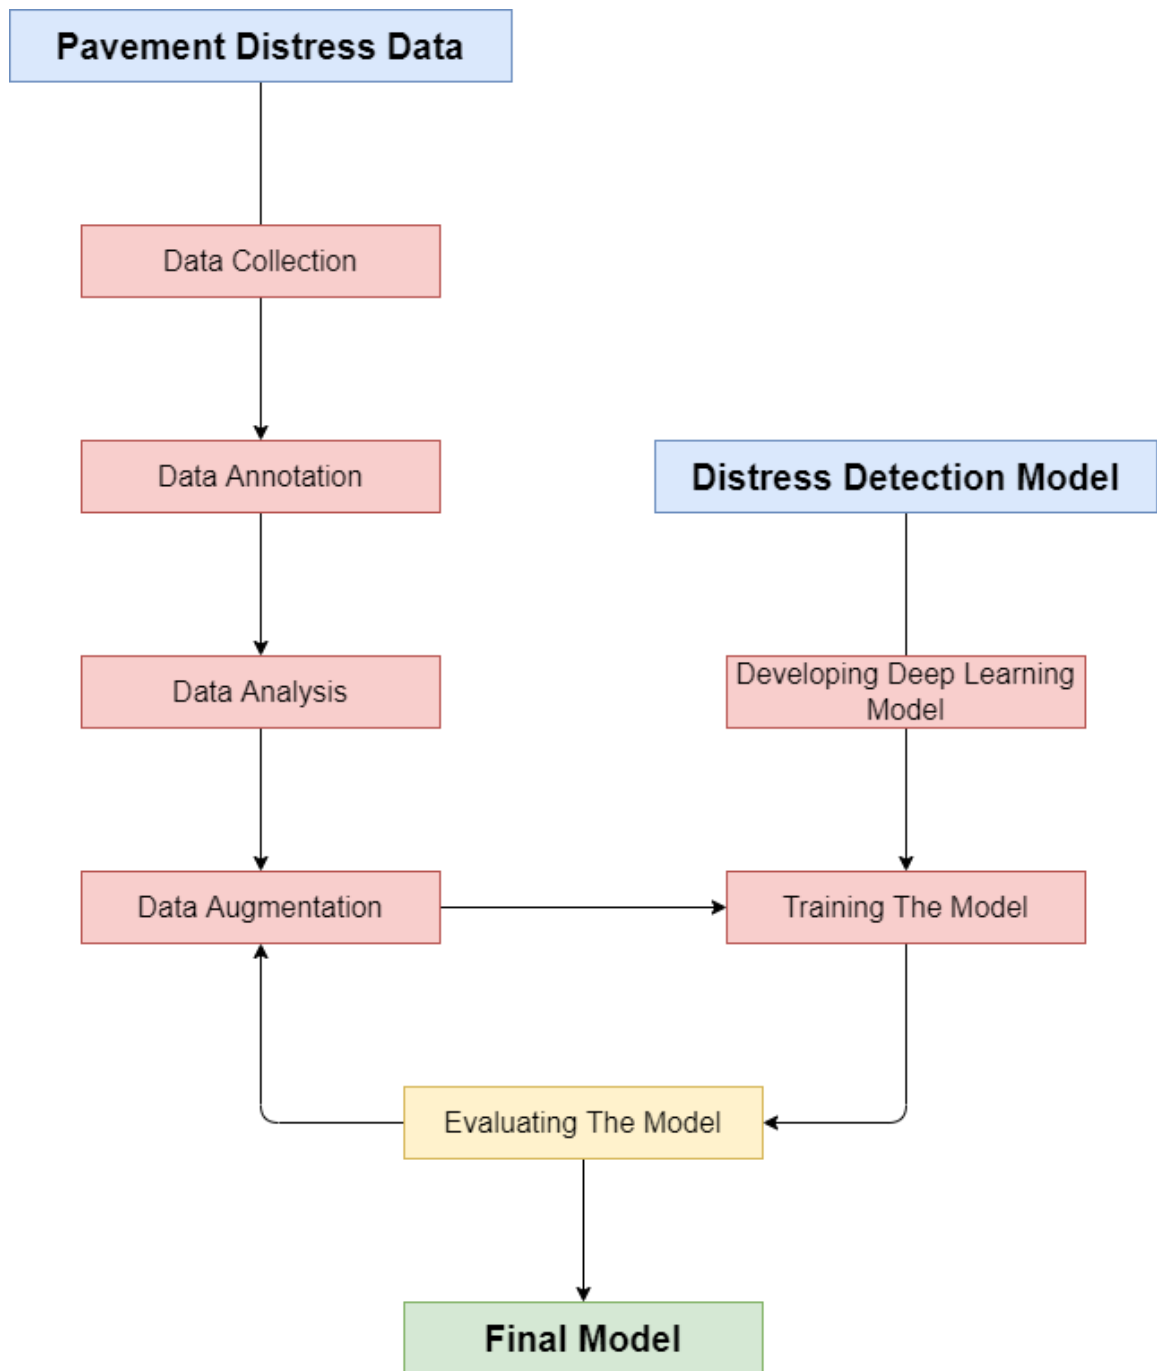 Pavement Distress Data
Data Collection
Data Annotation
Distress Detection Model
Data Analysis
Developing Deep Learning
Model
Data Augmentation
Training The Model
Evaluating The Model
Final Model